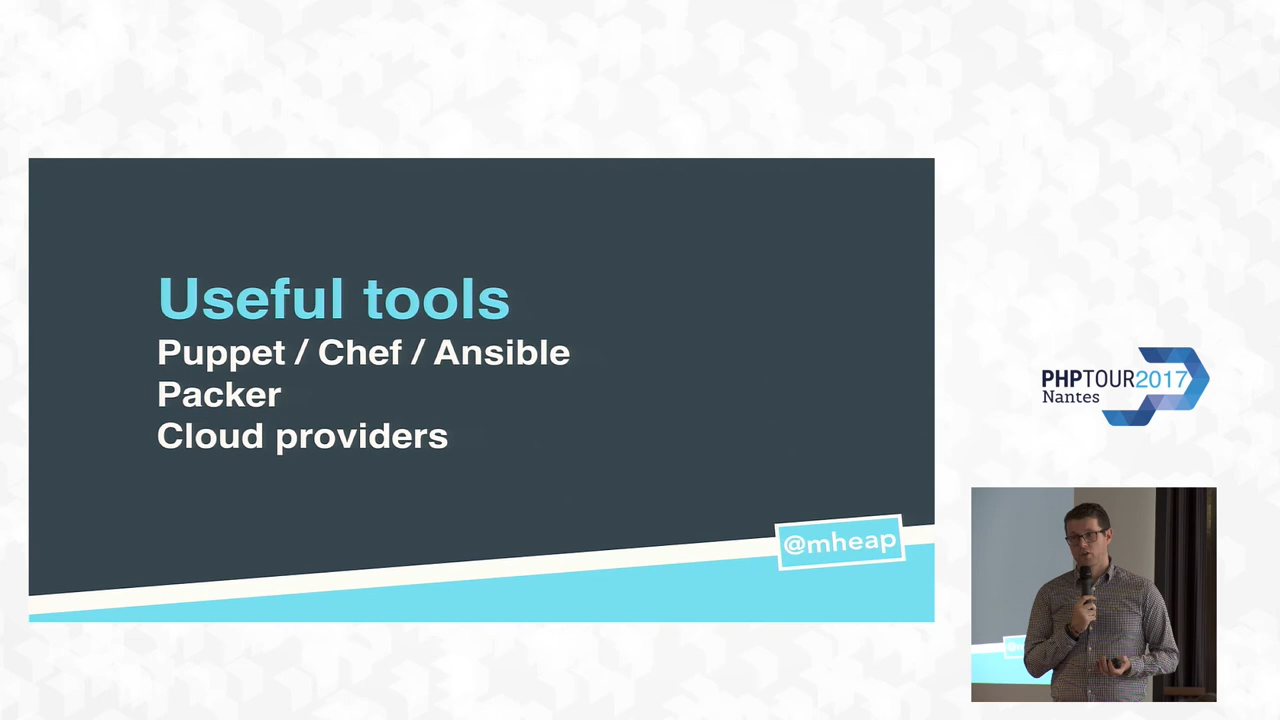 Useful tools
Puppet / Chef / Ansible
Packer
Cloud providers
@mheap
PHPTOUR2017
Nantes